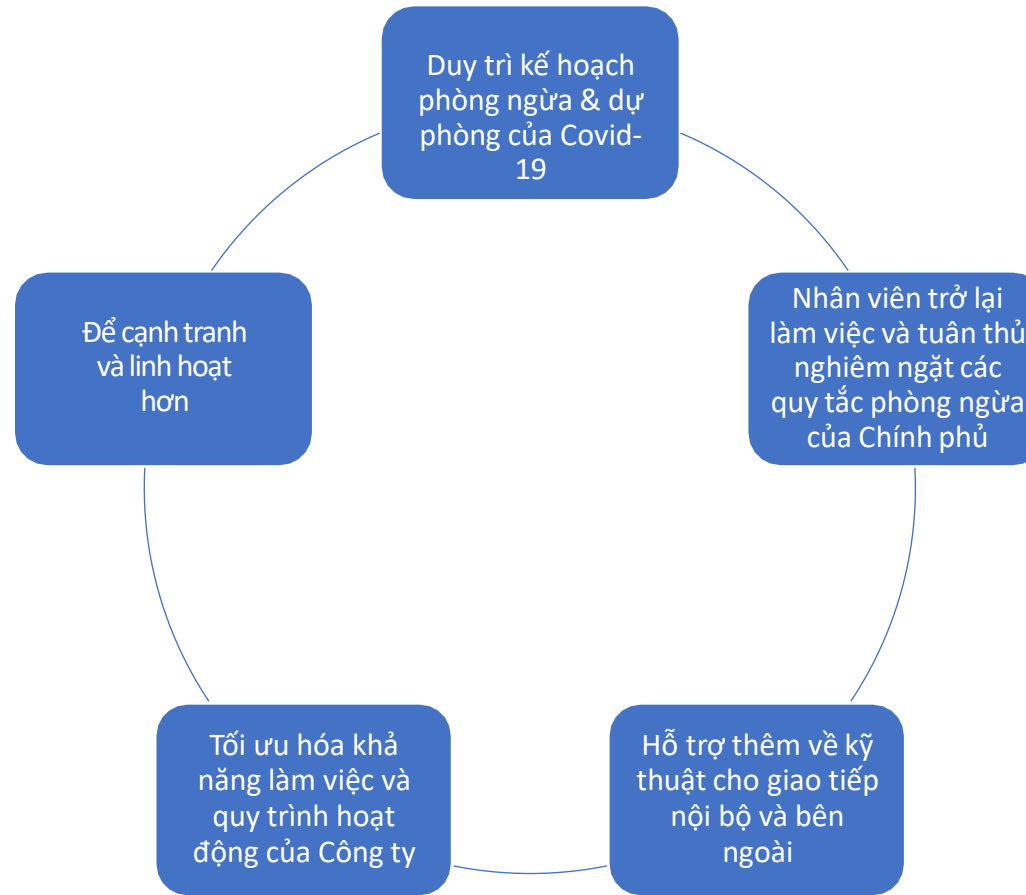 Duy trì kế hoạch
phòng ngừa & dự
phòng của Covid-
19
Nhân viên trở lại
làm việc và tuân thủ
nghiêm ngặt các
quy tắc phòng ngừa
của Chính phủ
Hỗ trợ thêm về kỹ
thuật cho giao tiếp
nội bộ và bên
ngoài
Tối ưu hóa khả
năng làm việc và
quy trình hoạt
động của Công ty
Để cạnh tranh
và linh hoạt
hơn